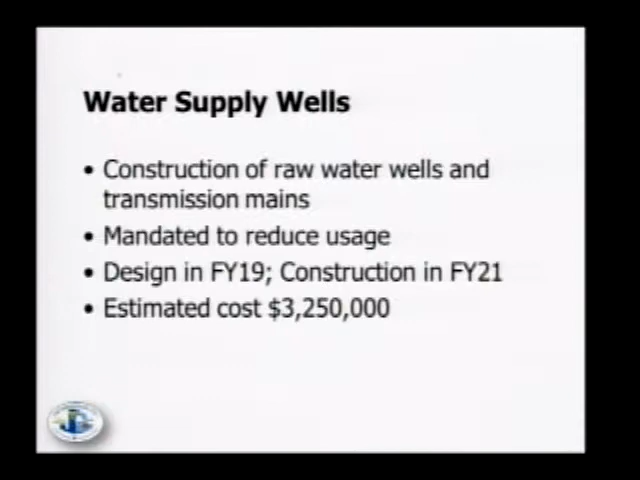 Water Supply Wells
• Construction of raw water wells and
transmission mains
• Mandated to reduce usage
• Design in FY19; Construction in FY21
• Estimated cost $3,250,000